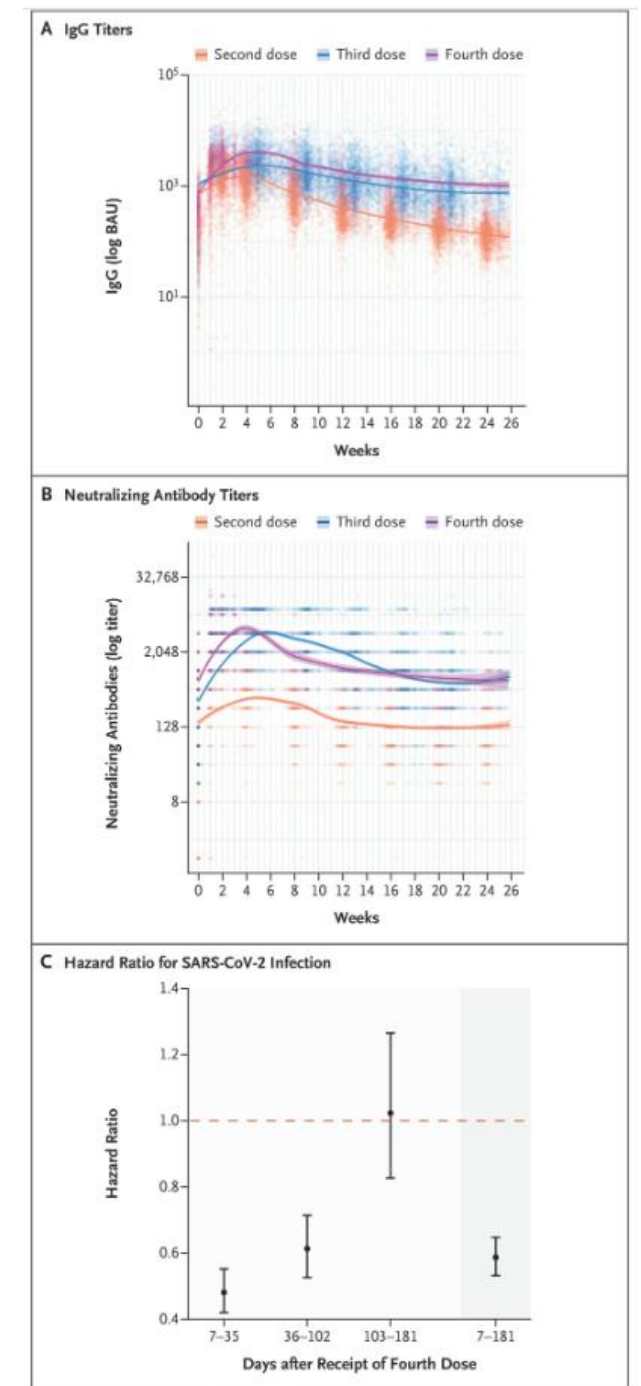 A IgG Titers
Second dose Third dose Fourth dose
10⁵
10³
10¹
IgG (log BAU)
0 2 4 6 8 10 12 14 16 18 20 22 24 26
Weeks
B Neutralizing Antibody Titers
Second dose Third dose Fourth dose
32,768
2,048
128
8
Neutralizing Antibodies (log titer)
0 2 4 6 8 10 12 14 16 18 20 22 24 26
Weeks
C Hazard Ratio for SARS-CoV-2 Infection
1.4
1.2
1.0
0.8
0.6
0.4
Hazard Ratio
7–35 36–102 103–181 7–181
Days after Receipt of Fourth Dose